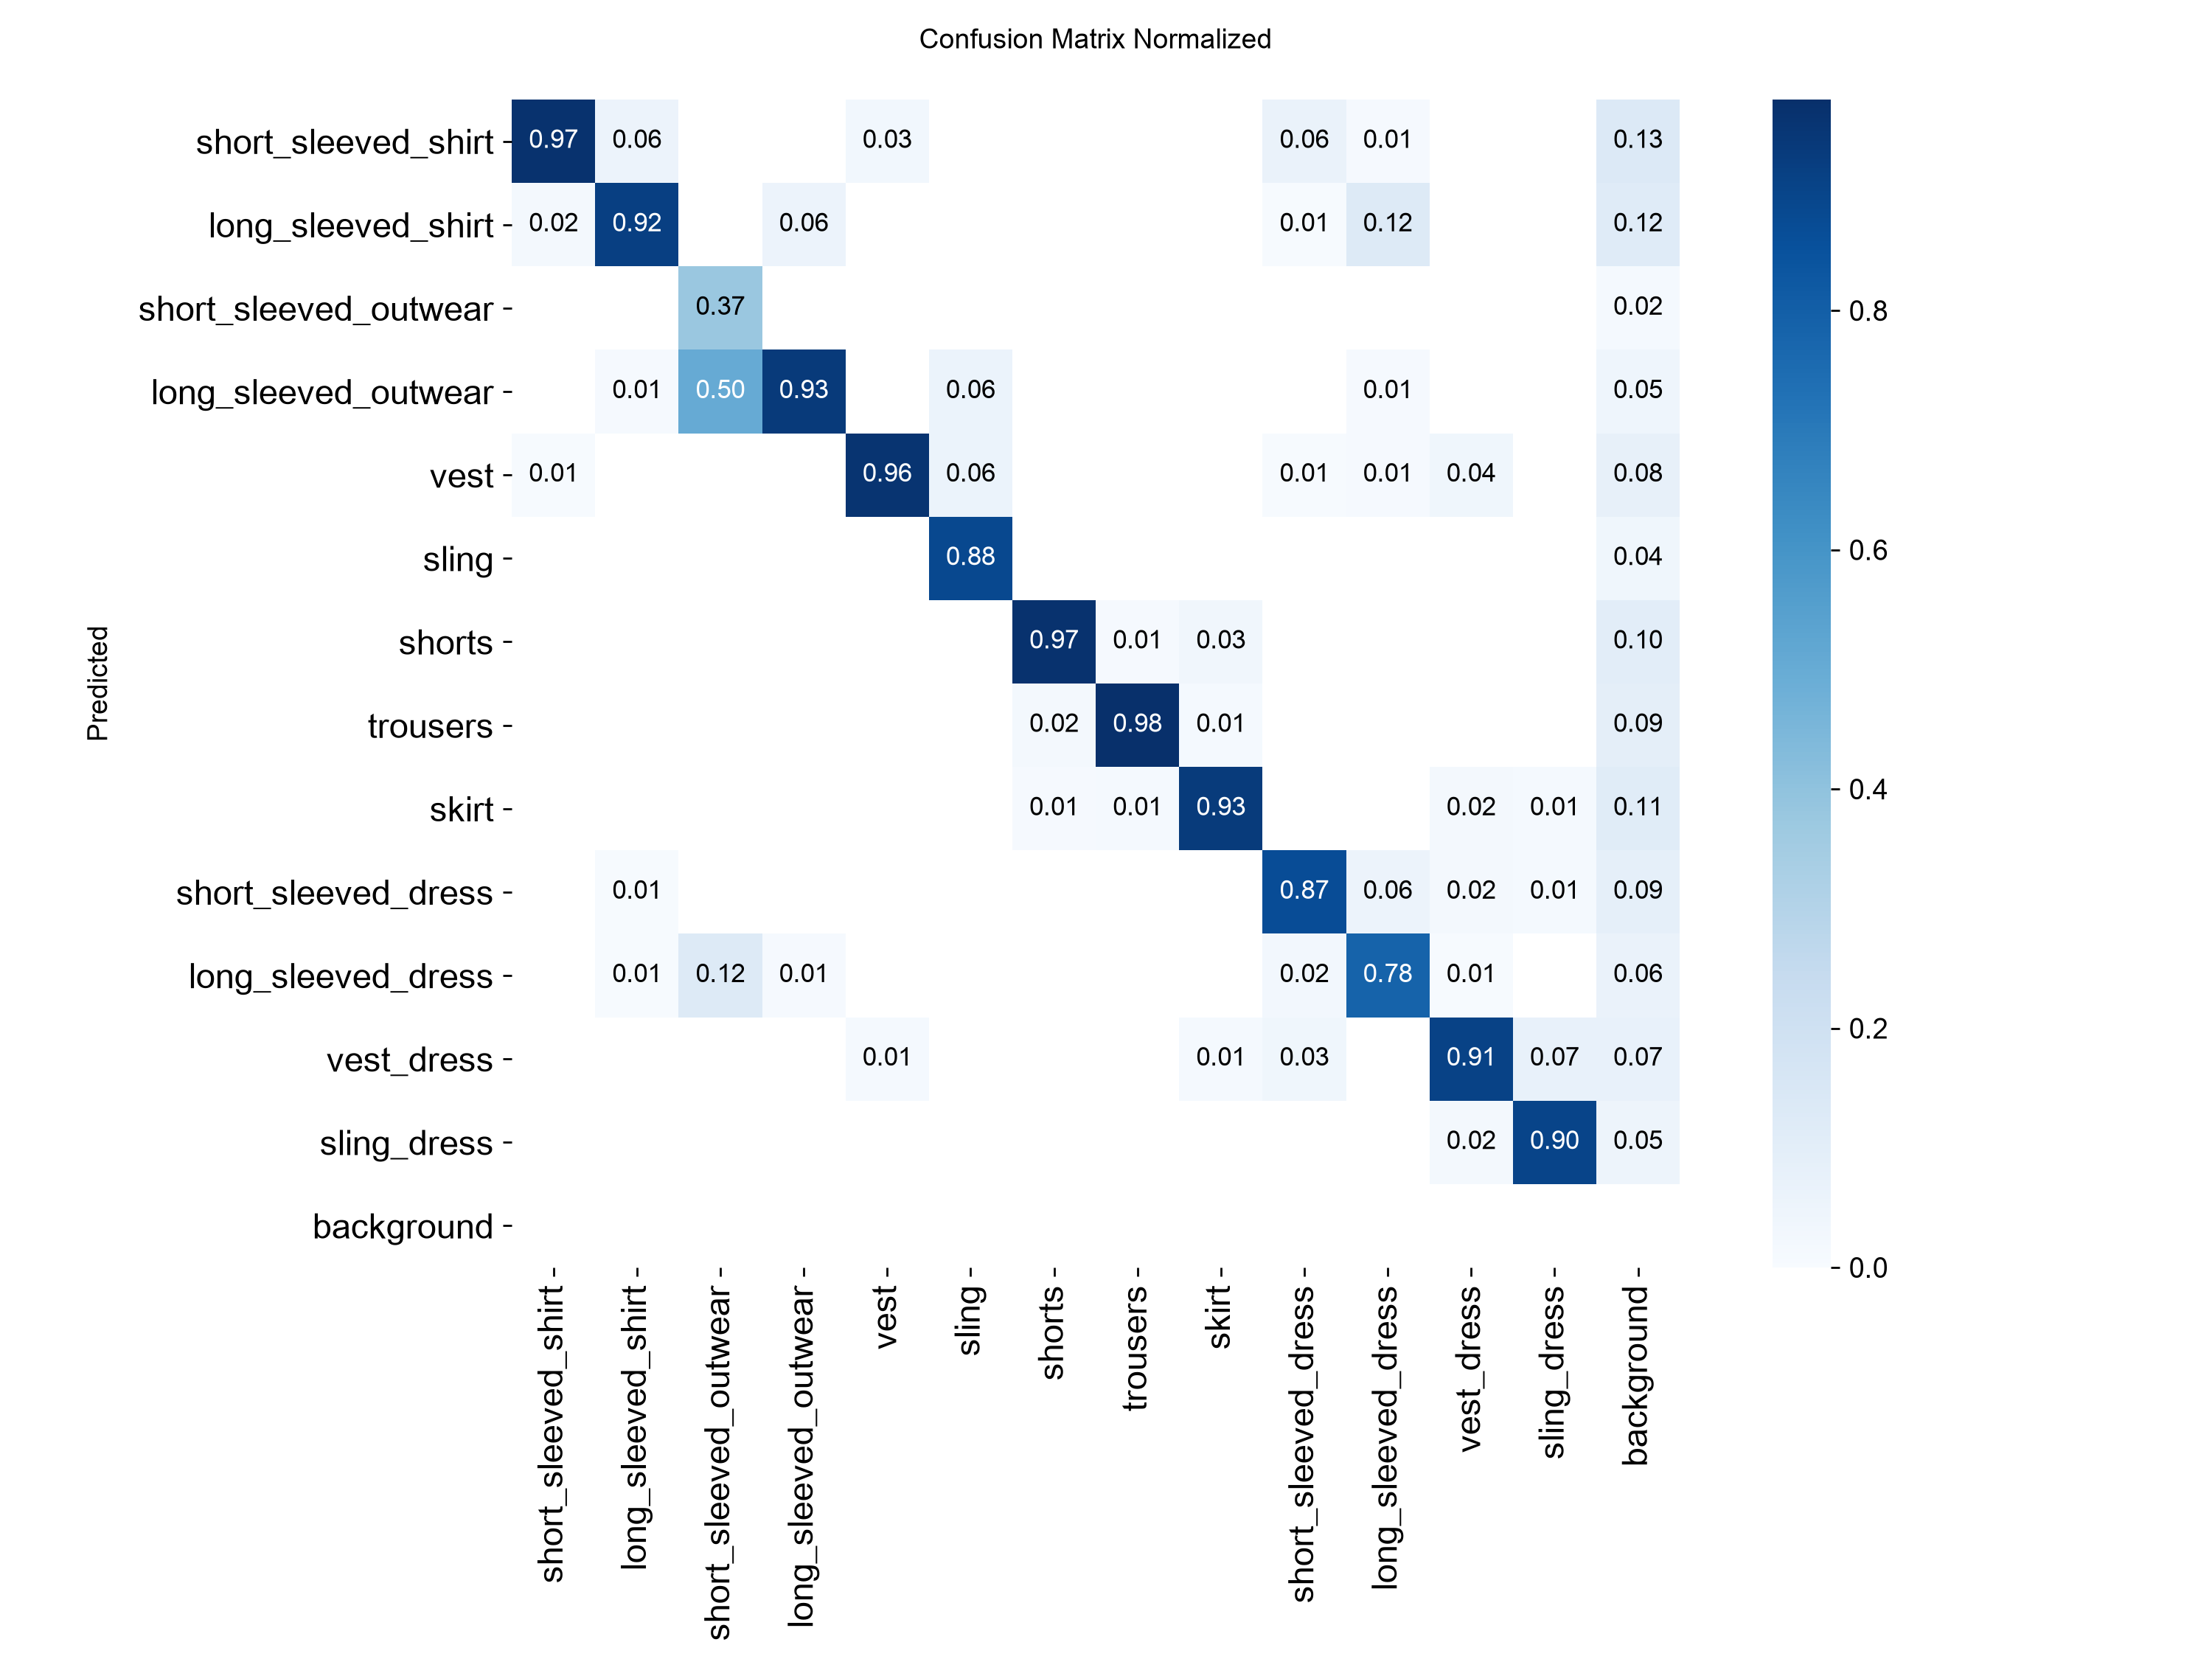 Confusion Matrix Normalized
short_sleeved_shirt 0.97 0.06 0.03 0.06 0.01 0.13
long_sleeved_shirt 0.02 0.92 0.06 0.01 0.12 0.12
short_sleeved_outwear 0.37 0.02
0.8
long_sleeved_outwear 0.01 0.50 0.93 0.06 0.01 0.05
vest 0.01 0.96 0.06 0.01 0.01 0.04 0.08
sling 0.88 0.04
0.6
shorts 0.97 0.01 0.03 0.10
Predicted
trousers 0.02 0.98 0.01 0.09
skirt 0.01 0.01 0.93 0.02 0.01 0.11
0.4
short_sleeved_dress 0.01 0.87 0.06 0.02 0.01 0.09
long_sleeved_dress 0.01 0.12 0.01 0.02 0.78 0.01 0.06
0.2
vest_dress 0.01 0.01 0.03 0.91 0.07 0.07
sling_dress 0.02 0.90 0.05
background
0.0
short_sleeved_shirt
long_sleeved_shirt
short_sleeved_outwear
long_sleeved_outwear
vest
sling
shorts
trousers
skirt
short_sleeved_dress
long_sleeved_dress
vest_dress
sling_dress
background